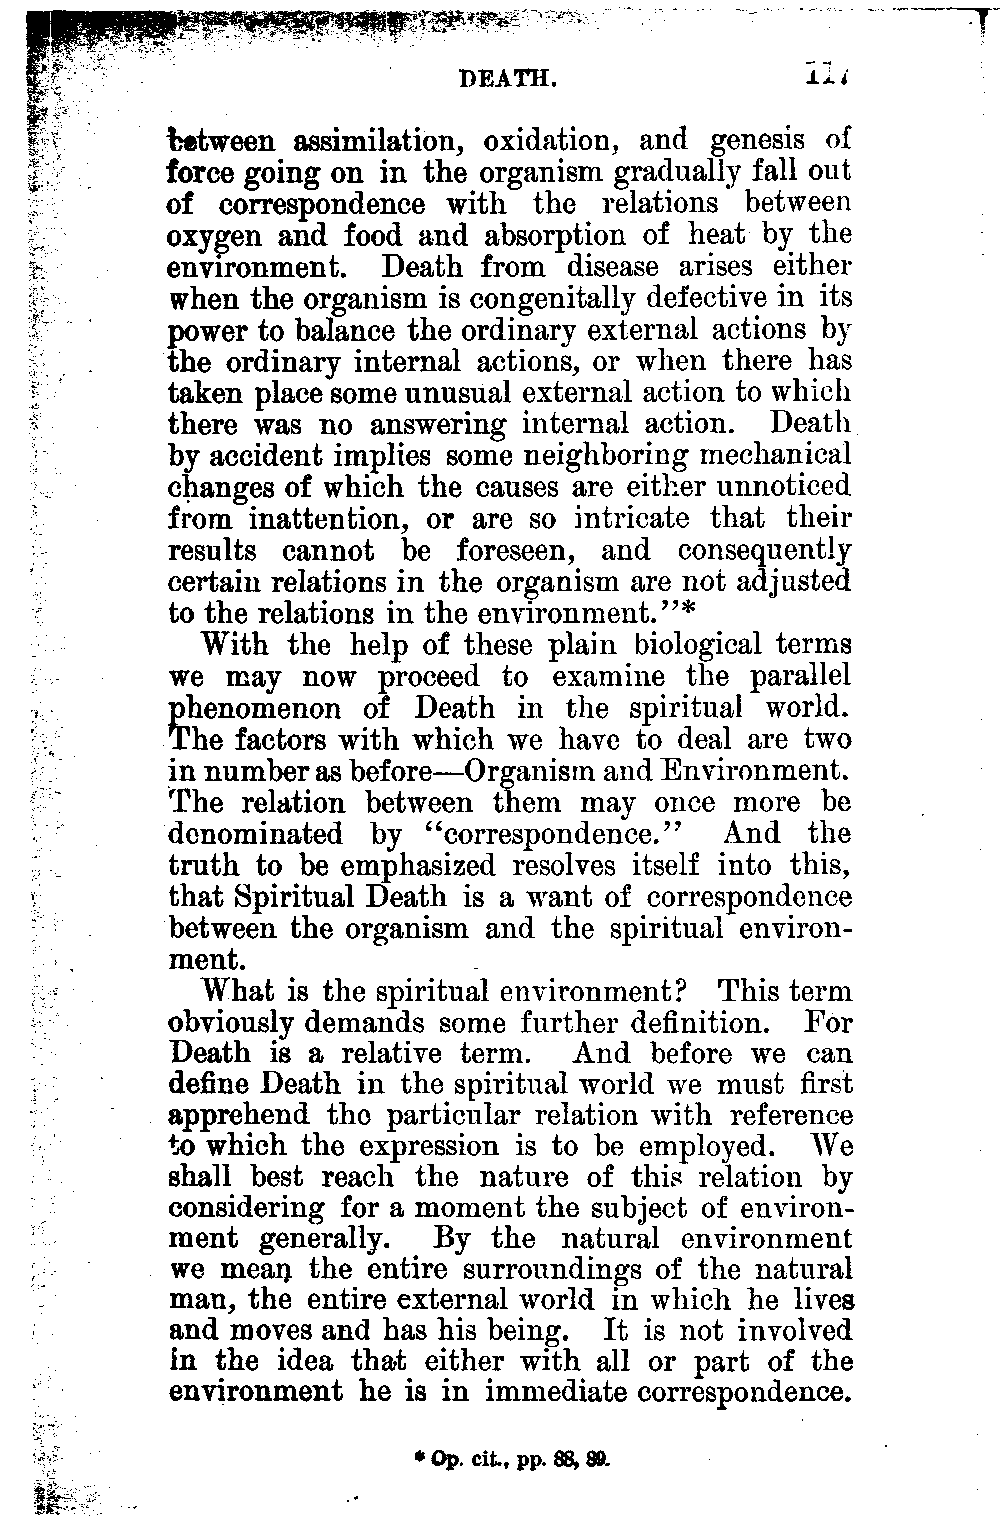 DEATH. 117
between assimilation, oxidation, and genesis of
force going on in the organism gradually fall out
of correspondence with the relations between
oxygen and food and absorption of heat by the
environment. Death from disease arises either
when the organism is congenitally defective in its
power to balance the ordinary external actions by
the ordinary internal actions, or when there has
taken place some unusual external action to which
there was no answering internal action. Death
by accident implies some neighboring mechanical
changes of which the causes are either unnoticed
from inattention, or are so intricate that their
results cannot be foreseen, and consequently
certain relations in the organism are not adjusted
to the relations in the environment."*
With the help of these plain biological terms
we may now proceed to examine the parallel
phenomenon of Death in the spiritual world.
The factors with which we have to deal are two
in number as before—Organism and Environment.
The relation between them may once more be
denominated by "correspondence." And the
truth to be emphasized resolves itself into this,
that Spiritual Death is a want of correspondence
between the organism and the spiritual environ-
ment.
What is the spiritual environment? This term
obviously demands some further definition. For
Death is a relative term. And before we can
define Death in the spiritual world we must first
apprehend the particular relation with reference
to which the expression is to be employed. We
shall best reach the nature of this relation by
considering for a moment the subject of environ-
ment generally. By the natural environment
we mean the entire surroundings of the natural
man, the entire external world in which he lives
and moves and has his being. It is not involved
in the idea that either with all or part of the
environment he is in immediate correspondence.
* Op. cit., pp. 88, 89.